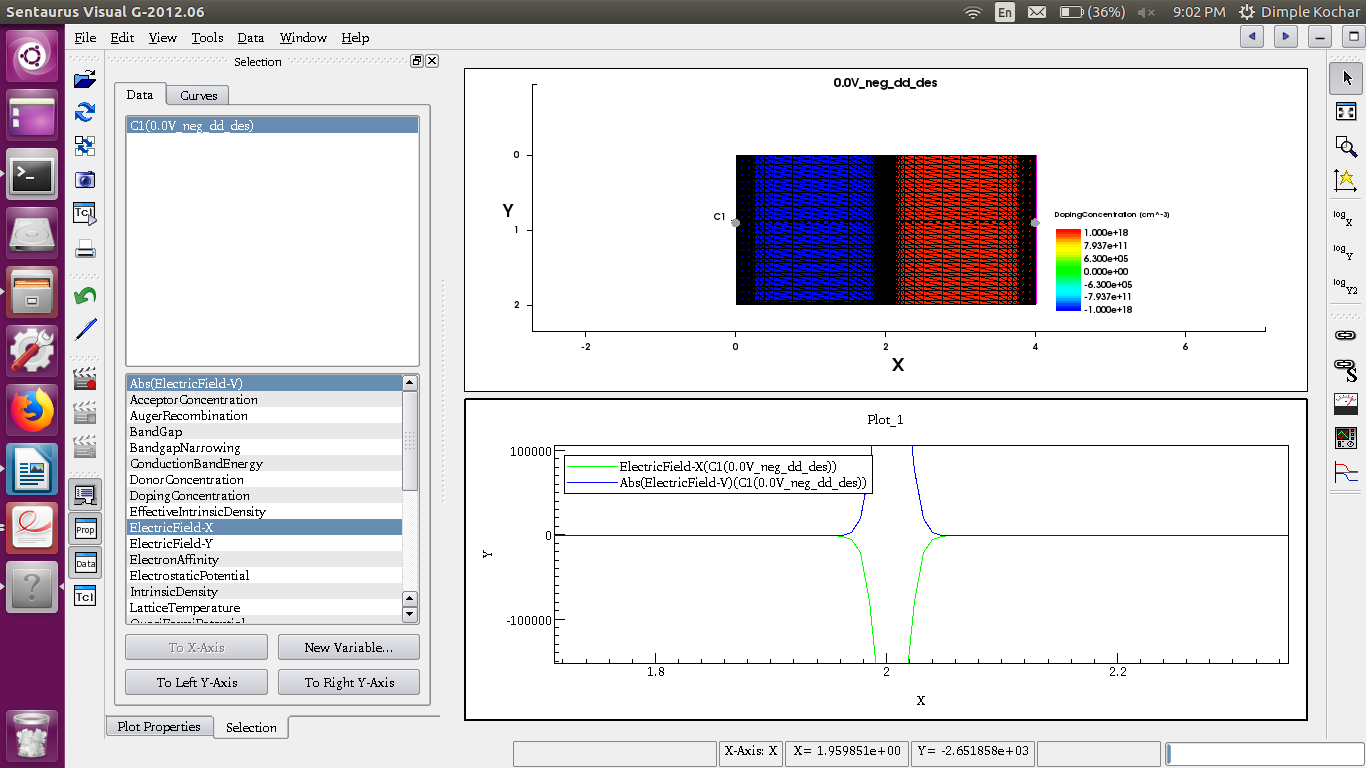 Sentaurus Visual G-2012.06
En
(36%)
9:02 PM
Dimple Kochar
File Edit View Tools Data Window Help
Selection
Data
Curves
C1(0.0V_neg_dd_des)
Abs(ElectricField-V)
AcceptorConcentration
AugerRecombination
BandGap
BandgapNarrowing
ConductionBandEnergy
DonorConcentration
DopingConcentration
EffectiveIntrinsicDensity
ElectricField-X
ElectricField-Y
ElectronAffinity
ElectrostaticPotential
IntrinsicDensity
LatticeTemperature
To X-Axis
New Variable...
To Left Y-Axis
To Right Y-Axis
Plot Properties
Selection
Tcl
Prop
Data
Tcl
0.0V_neg_dd_des
0
Y
C1
1
2
-2
0
2
4
6
X
DopingConcentration (cm^-3)
1.000e+18
7.937e+11
6.300e+05
0.000e+00
-6.300e+05
-7.937e+11
-1.000e+18
Plot_1
100000
ElectricField-X(C1(0.0V_neg_dd_des))
Abs(ElectricField-V)(C1(0.0V_neg_dd_des))
0
Y
-100000
1.8
2
2.2
X
log X
log Y
log Y2
S
X-Axis: X
X= 1.959851e+00
Y= -2.651858e+03